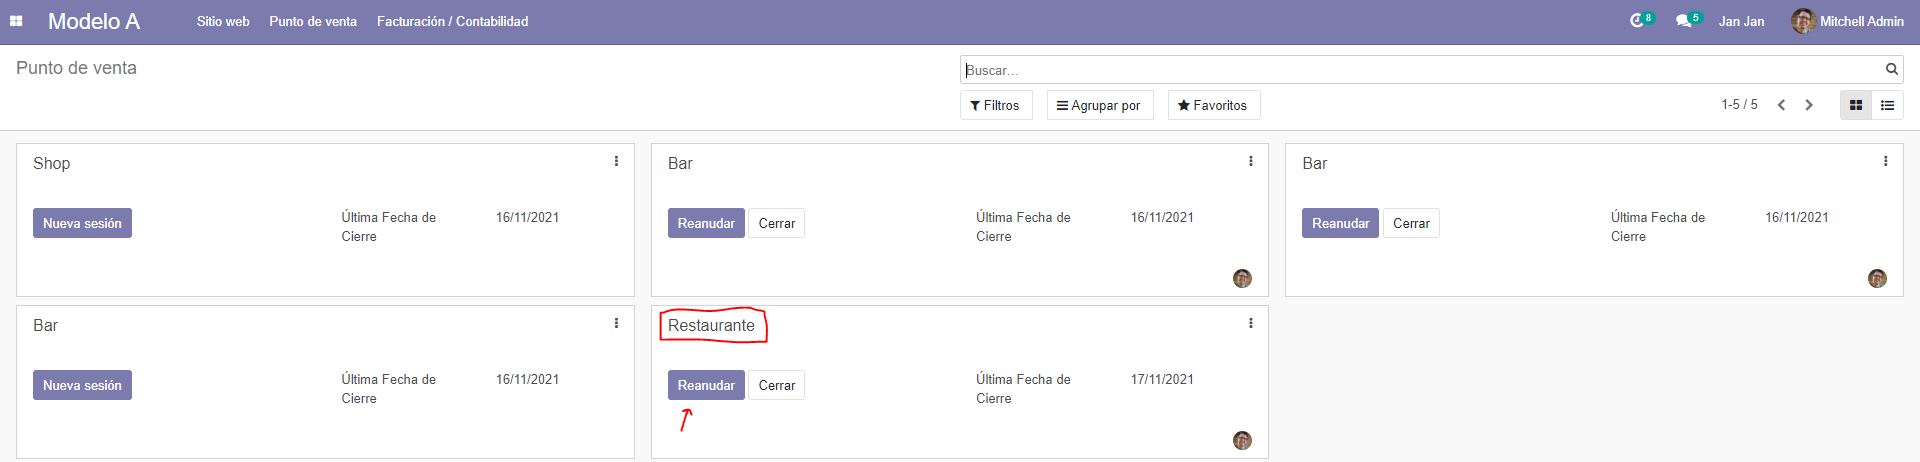 Modelo A Sitio web Punto de venta Facturación / Contabilidad 8 5 Jan Jan Mitchell Admin
Punto de venta
Buscar...
Filtros Agrupar por Favoritos 1-5 / 5
Shop
Nueva sesión Última Fecha de 16/11/2021
Cierre
Bar
Reanudar Cerrar Última Fecha de 16/11/2021
Cierre
Bar
Reanudar Cerrar Última Fecha de 16/11/2021
Cierre
Bar
Nueva sesión Última Fecha de 16/11/2021
Cierre
Restaurante
Reanudar Cerrar Última Fecha de 17/11/2021
Cierre